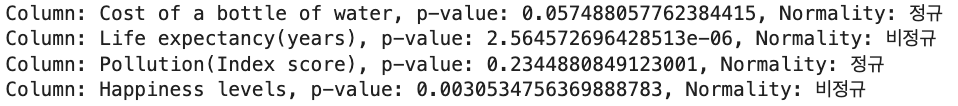 Column: Cost of a bottle of water, p-value: 0.057488057762384415, Normality: 정규
Column: Life expectancy(years), p-value: 2.564572696428513e-06, Normality: 비정규
Column: Pollution(Index score), p-value: 0.2344880849123001, Normality: 정규
Column: Happiness levels, p-value: 0.0030534756369888783, Normality: 비정규